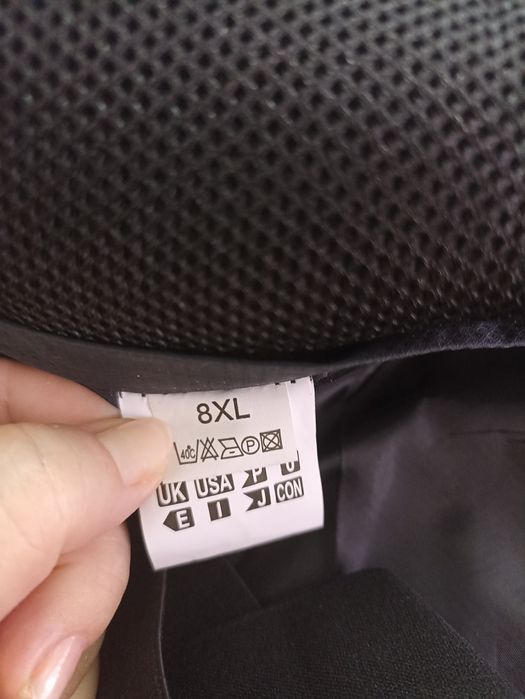 8XL
40°C P
P U
UK USA
E I J CON